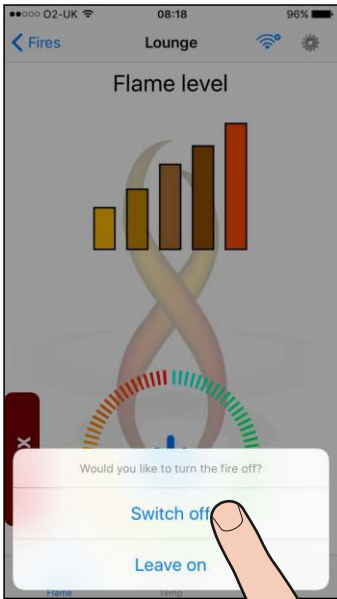 O2-UK 08:18 96%
Fires Lounge
Flame level
X
Would you like to turn the fire off?
Switch off
Leave on
Flame Temp